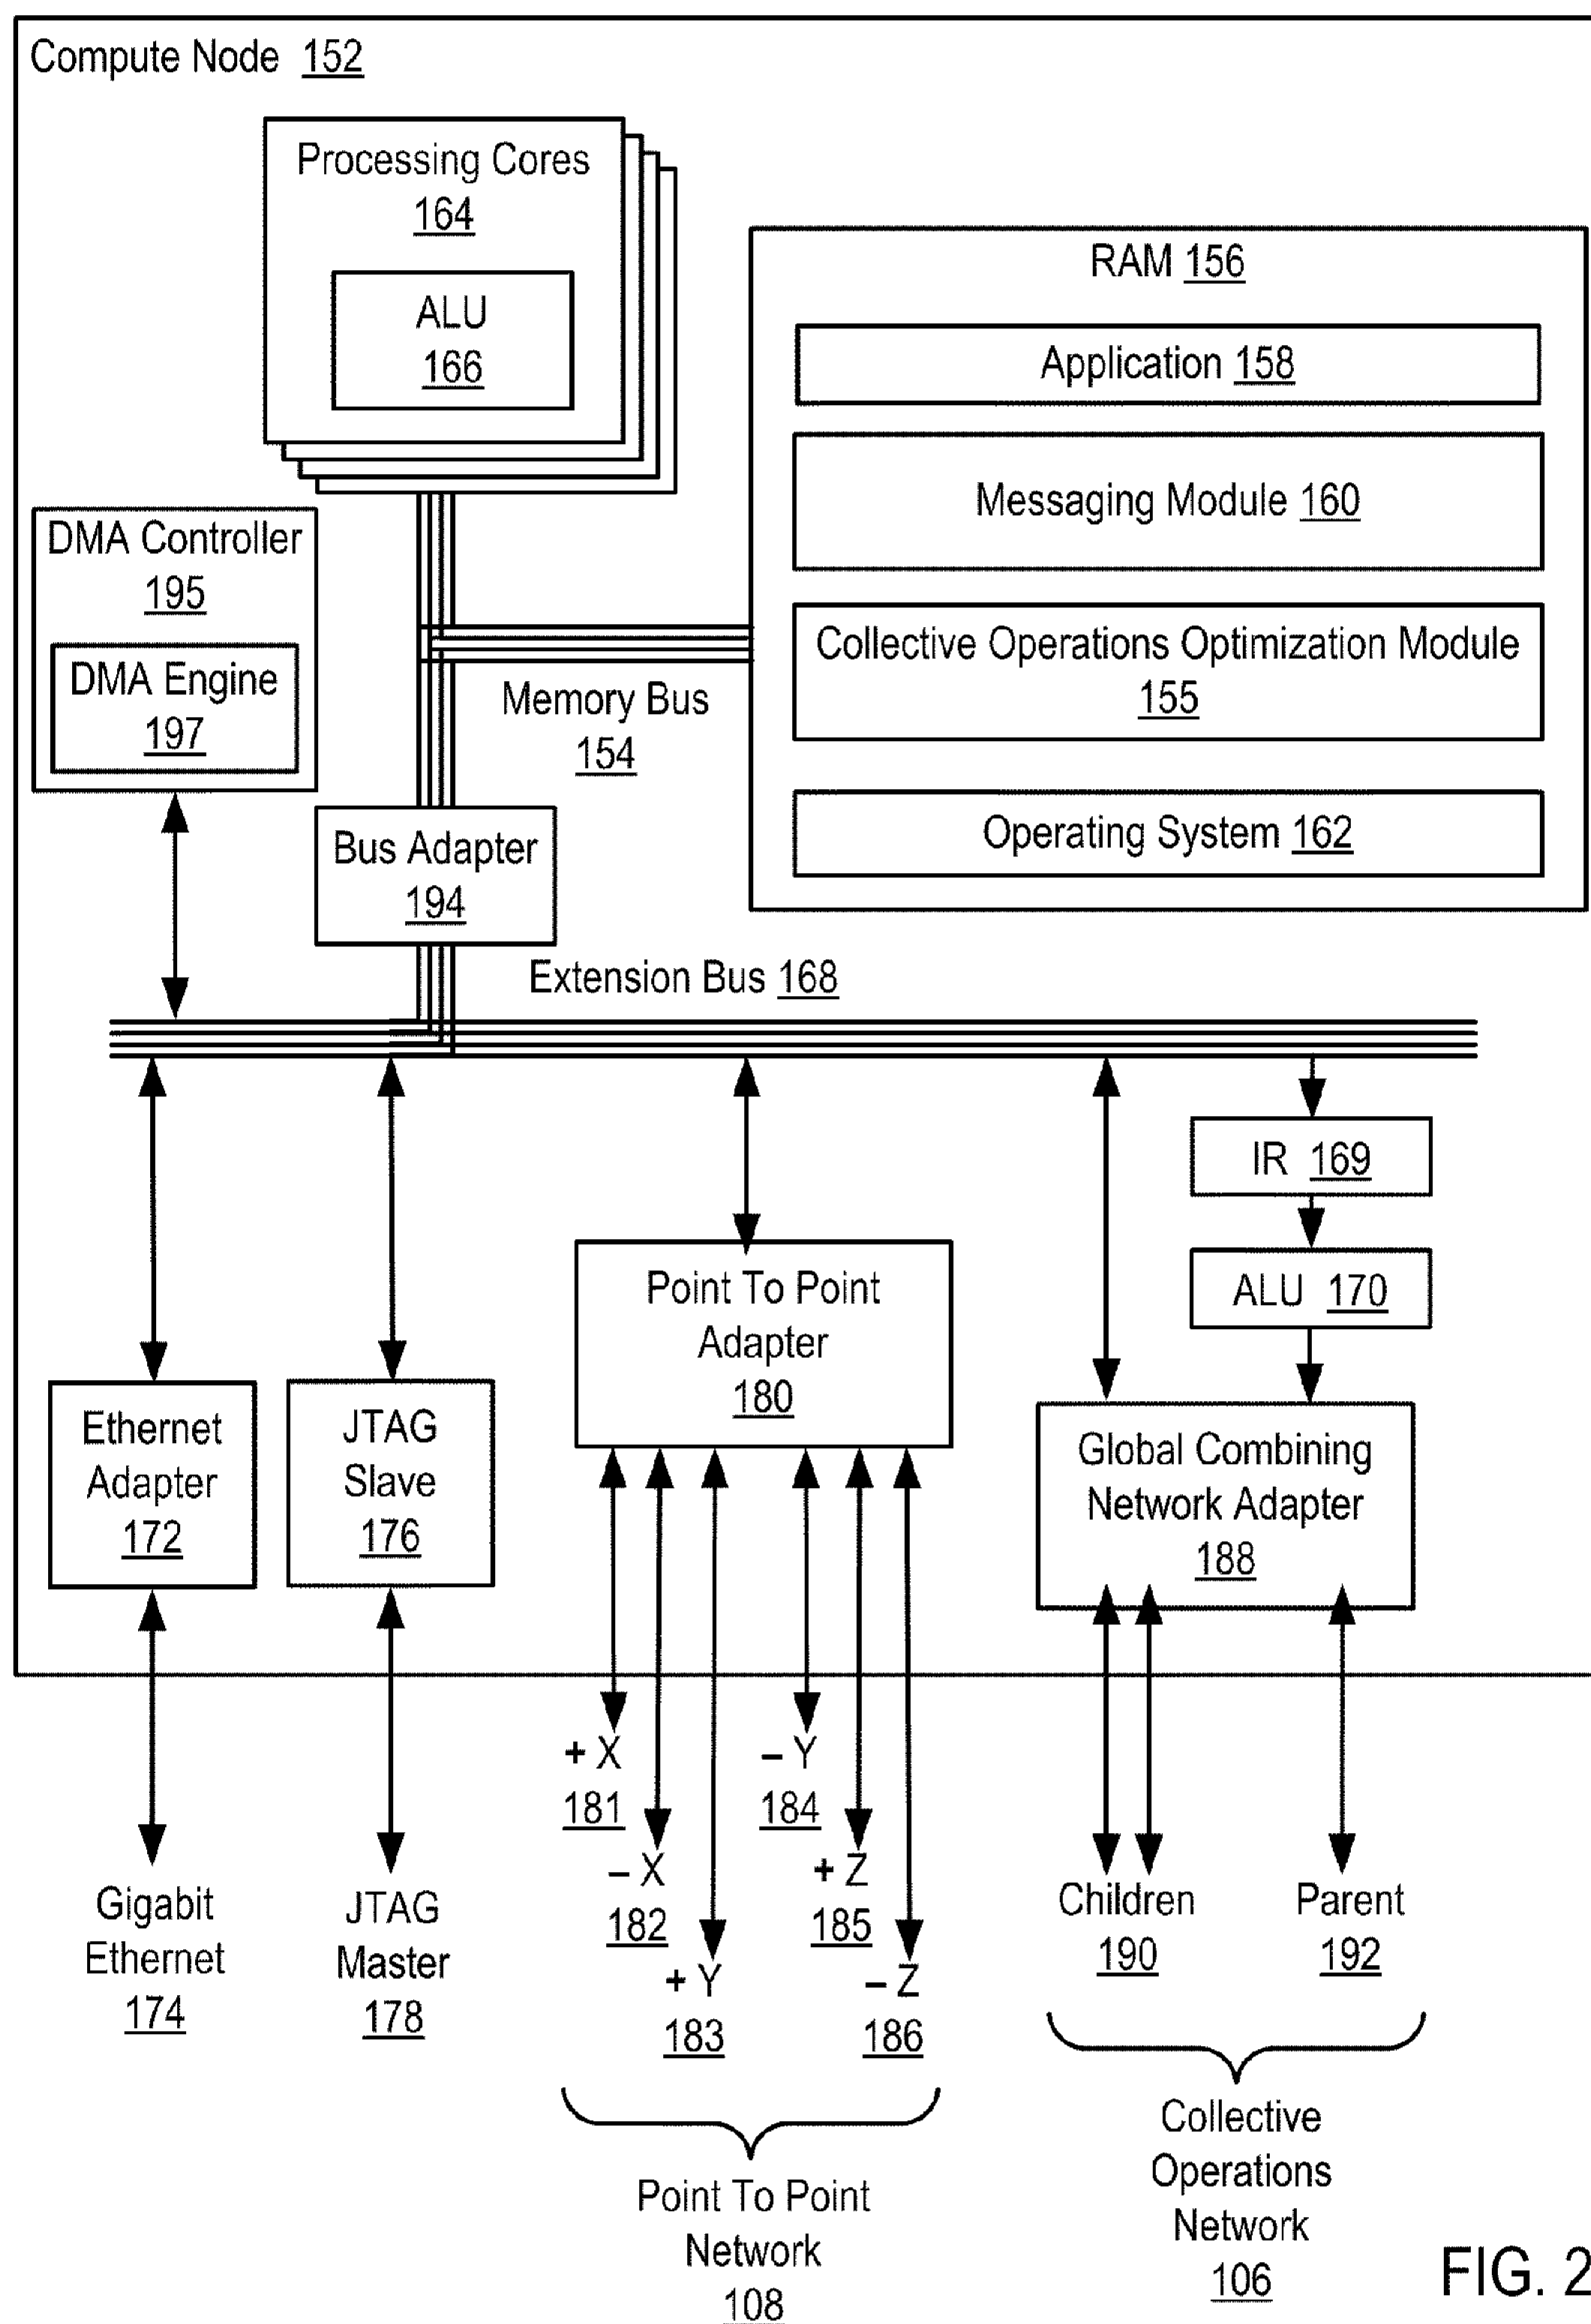 Compute Node 152
Processing Cores
164
ALU
166
RAM 156
Application 158
Messaging Module 160
Collective Operations Optimization Module
155
Operating System 162
DMA Controller
195
DMA Engine
197
Memory Bus
154
Bus Adapter
194
Extension Bus 168
IR 169
ALU 170
Point To Point
Adapter
180
Ethernet
Adapter
172
JTAG
Slave
176
Global Combining
Network Adapter
188
+ X
181
– X
182
+ Y
183
– Y
184
+ Z
185
– Z
186
Gigabit
Ethernet
174
JTAG
Master
178
Children
190
Parent
192
Point To Point
Network
108
Collective
Operations
Network
106
FIG. 2